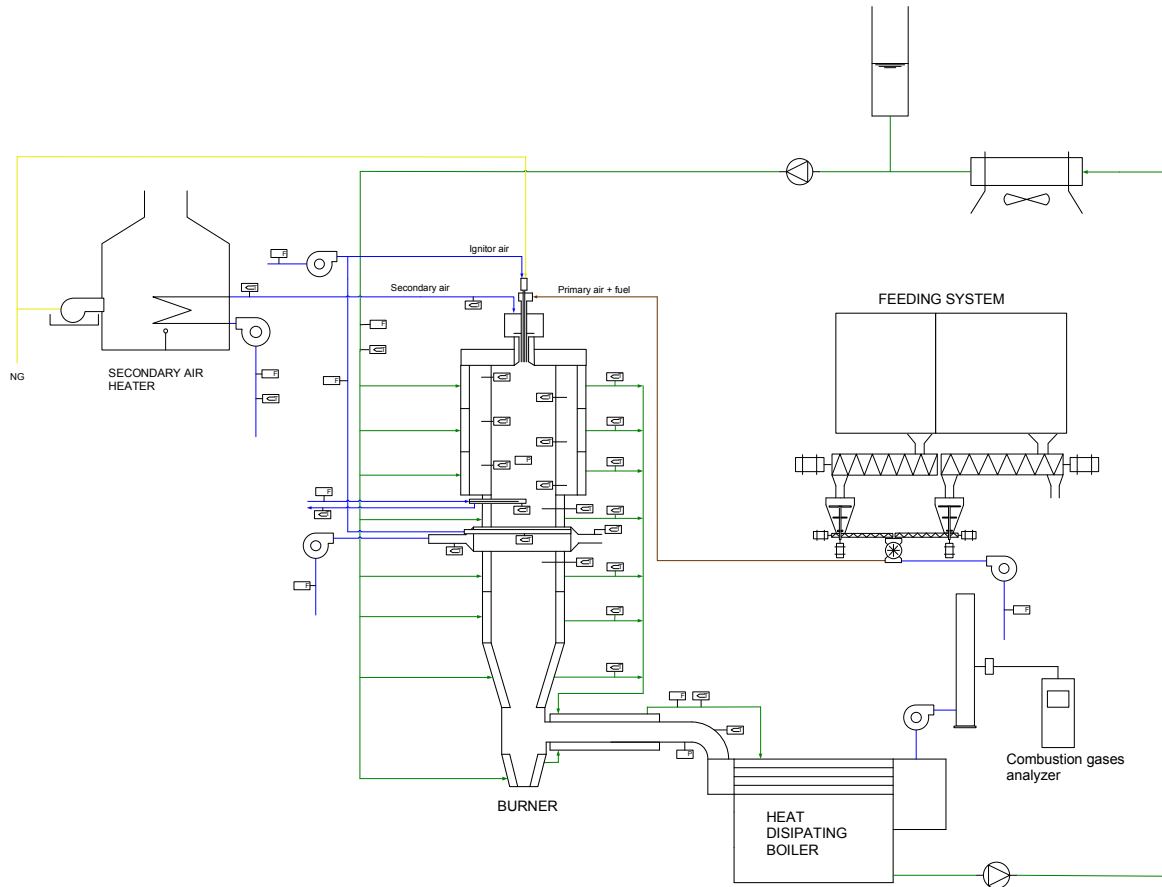 Ignitor air
Secondary air
Primary air + fuel
FEEDING SYSTEM
NG
SECONDARY AIR
HEATER
F
F
F
F
F
F
F
F
F
P
P
BURNER
HEAT
DISIPATING
BOILER
Combustion gases
analyzer